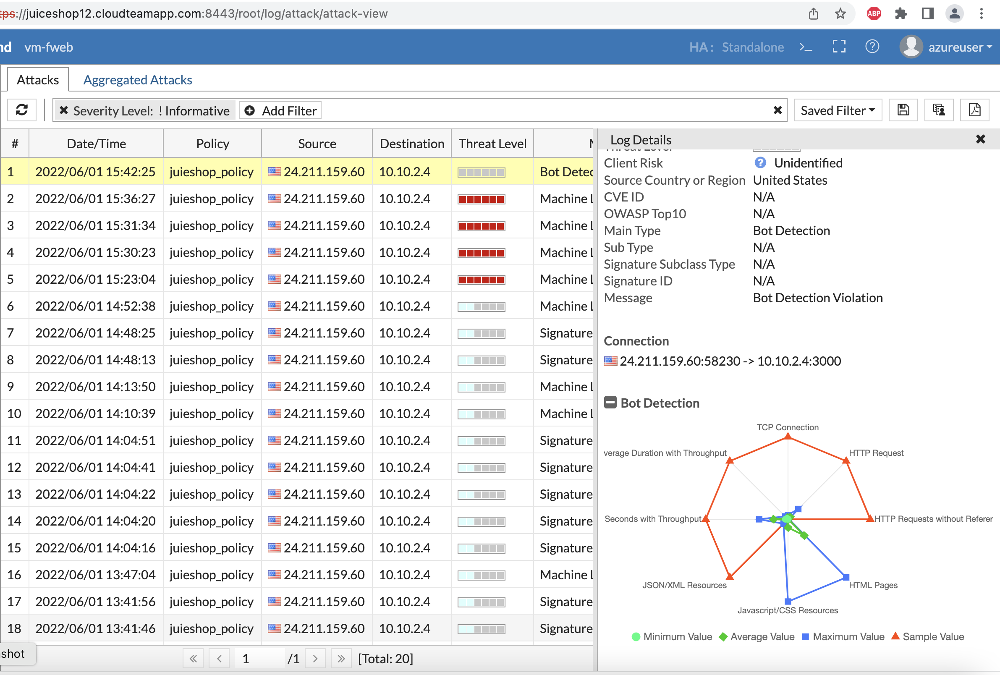 tps://juiceshop12.cloudteamapp.com:8443/root/log/attack/attack-view
ABP
nd vm-fweb HA: Standalone >_ ? azureuser
Attacks Aggregated Attacks
Severity Level: ! Informative Add Filter Saved Filter
# Date/Time Policy Source Destination Threat Level
1 2022/06/01 15:42:25 juieshop_policy 24.211.159.60 10.10.2.4 Bot Detec
2 2022/06/01 15:36:27 juieshop_policy 24.211.159.60 10.10.2.4 Machine L
3 2022/06/01 15:31:34 juieshop_policy 24.211.159.60 10.10.2.4 Machine L
4 2022/06/01 15:30:23 juieshop_policy 24.211.159.60 10.10.2.4 Machine L
5 2022/06/01 15:23:04 juieshop_policy 24.211.159.60 10.10.2.4 Machine L
6 2022/06/01 14:52:38 juieshop_policy 24.211.159.60 10.10.2.4 Machine L
7 2022/06/01 14:48:25 juieshop_policy 24.211.159.60 10.10.2.4 Signature
8 2022/06/01 14:48:13 juieshop_policy 24.211.159.60 10.10.2.4 Signature
9 2022/06/01 14:13:50 juieshop_policy 24.211.159.60 10.10.2.4 Machine L
10 2022/06/01 14:10:39 juieshop_policy 24.211.159.60 10.10.2.4 Machine L
11 2022/06/01 14:04:51 juieshop_policy 24.211.159.60 10.10.2.4 Signature
12 2022/06/01 14:04:41 juieshop_policy 24.211.159.60 10.10.2.4 Signature
13 2022/06/01 14:04:22 juieshop_policy 24.211.159.60 10.10.2.4 Signature
14 2022/06/01 14:04:20 juieshop_policy 24.211.159.60 10.10.2.4 Signature
15 2022/06/01 14:04:16 juieshop_policy 24.211.159.60 10.10.2.4 Signature
16 2022/06/01 13:47:04 juieshop_policy 24.211.159.60 10.10.2.4 Machine L
17 2022/06/01 13:41:56 juieshop_policy 24.211.159.60 10.10.2.4 Signature
18 2022/06/01 13:41:46 juieshop_policy 24.211.159.60 10.10.2.4 Signature
shot
« < 1 /1 > » [Total: 20]
Log Details
Client Risk ? Unidentified
Source Country or Region United States
CVE ID N/A
OWASP Top10 N/A
Main Type Bot Detection
Sub Type N/A
Signature Subclass Type N/A
Signature ID N/A
Message Bot Detection Violation
Connection
24.211.159.60:58230 -> 10.10.2.4:3000
Bot Detection
TCP Connection
verage Duration with Throughput HTTP Request
Seconds with Throughput HTTP Requests without Referer
JSON/XML Resources HTML Pages
Javascript/CSS Resources
Minimum Value Average Value Maximum Value Sample Value